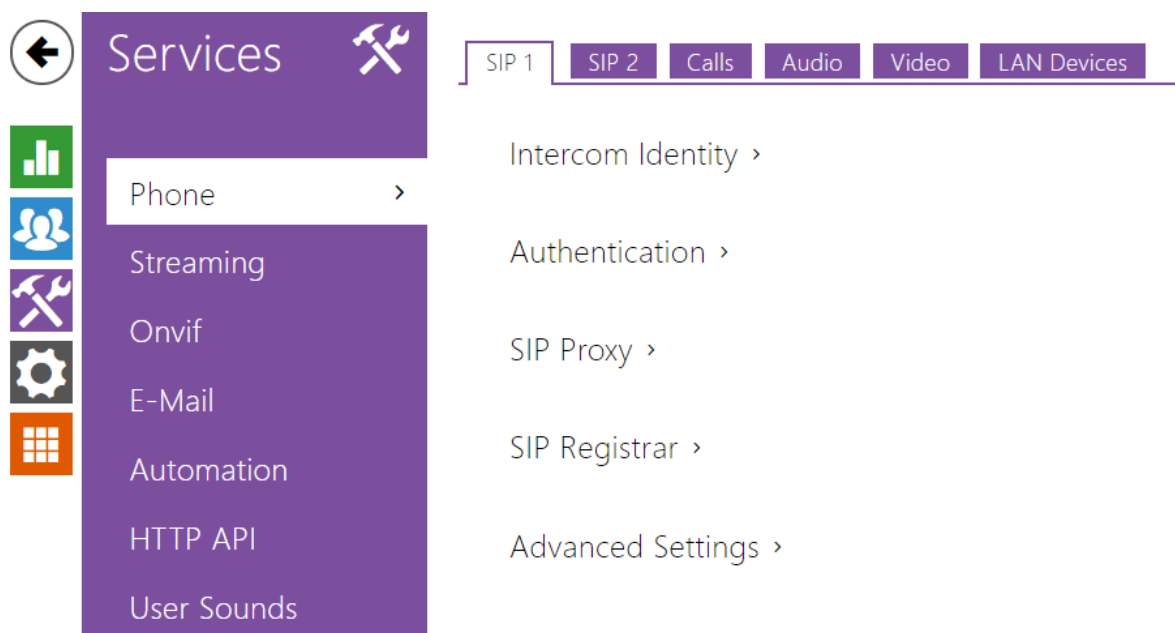 Services
Phone
Streaming
Onvif
E-Mail
Automation
HTTP API
User Sounds
SIP 1 SIP 2 Calls Audio Video LAN Devices
Intercom Identity
Authentication
SIP Proxy
SIP Registrar
Advanced Settings